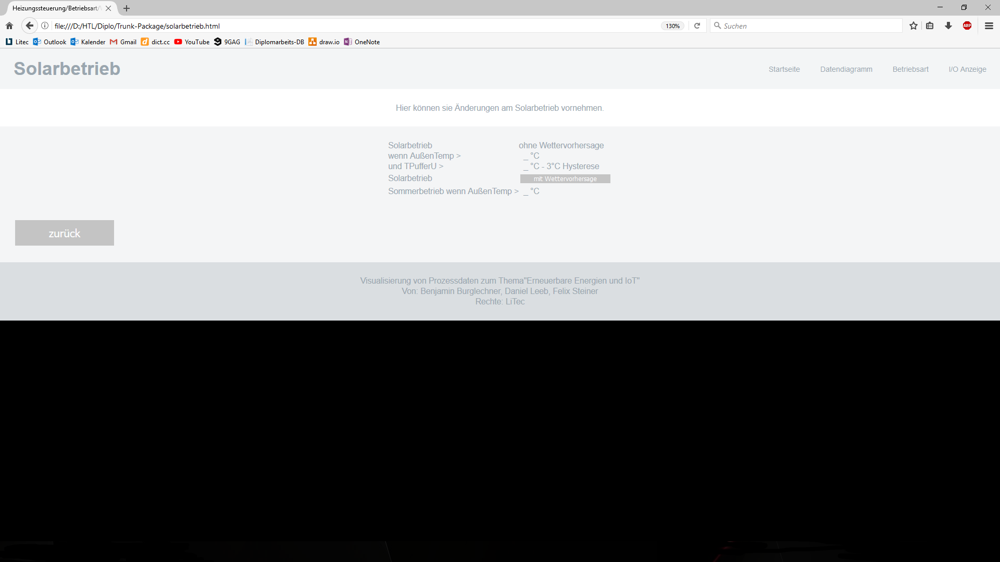 Heizungssteuerung/Betriebsart/
file:///D:/HTL/Diplo/Trunk-Package/solarbetrieb.html 130% Suchen ABP
Litec Outlook Kalender Gmail dict.cc YouTube 9GAG Diplomarbeits-DB draw.io OneNote
Solarbetrieb Startseite Datendiagramm Betriebsart I/O Anzeige
Hier können sie Änderungen am Solarbetrieb vornehmen.
Solarbetrieb ohne Wettervorhersage
wenn AußenTemp > _ °C
und TPufferU > _ °C - 3°C Hysterese
Solarbetrieb mit Wettervorhersage
Sommerbetrieb wenn AußenTemp > _ °C
zurück
Visualisierung von Prozessdaten zum Thema"Erneuerbare Energien und IoT"
Von: Benjamin Burglechner, Daniel Leeb, Felix Steiner
Rechte: LiTec